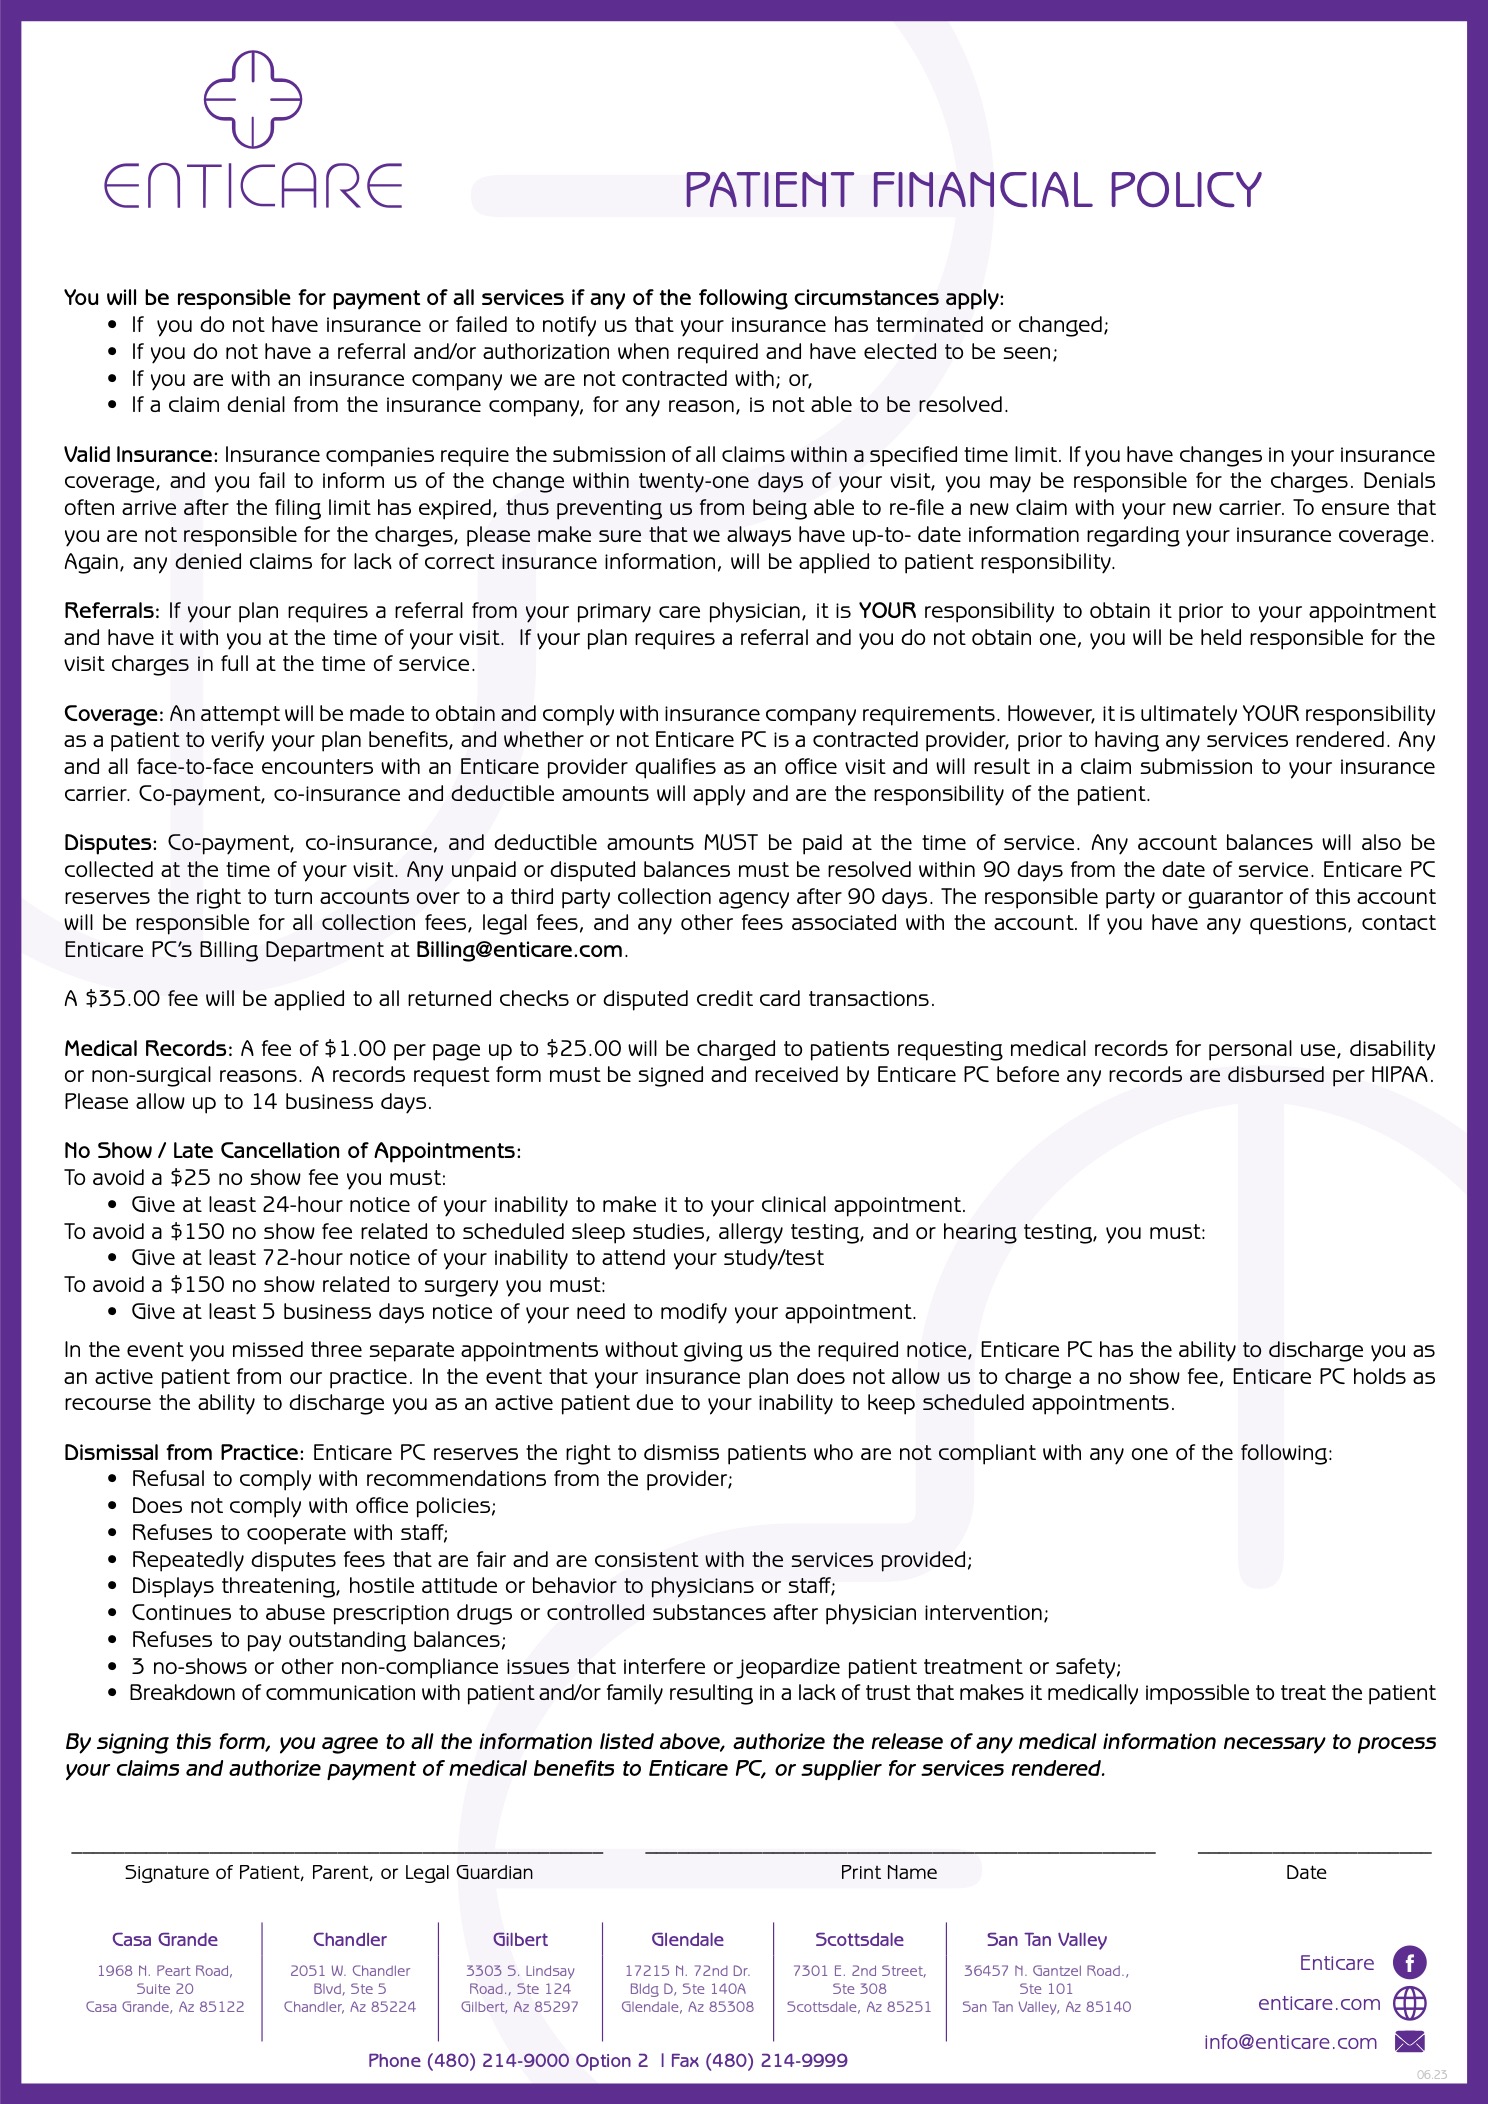 ENTICARE
PATIENT FINANCIAL POLICY
You will be responsible for payment of all services if any of the following circumstances apply:
• If  you do not have insurance or failed to notify us that your insurance has terminated or changed;
• If you do not have a referral and/or authorization when required and have elected to be seen;
• If you are with an insurance company we are not contracted with; or,
• If a claim denial from the insurance company, for any reason, is not able to be resolved.
Valid Insurance: Insurance companies require the submission of all claims within a specified time limit. If you have changes in your insurance
coverage, and you fail to inform us of the change within twenty-one days of your visit, you may be responsible for the charges. Denials
often arrive after the filing limit has expired, thus preventing us from being able to re-file a new claim with your new carrier. To ensure that
you are not responsible for the charges, please make sure that we always have up-to- date information regarding your insurance coverage.
Again, any denied claims for lack of correct insurance information, will be applied to patient responsibility.
Referrals: If your plan requires a referral from your primary care physician, it is YOUR responsibility to obtain it prior to your appointment
and have it with you at the time of your visit.  If your plan requires a referral and you do not obtain one, you will be held responsible for the
visit charges in full at the time of service.
Coverage: An attempt will be made to obtain and comply with insurance company requirements. However, it is ultimately YOUR responsibility
as a patient to verify your plan benefits, and whether or not Enticare PC is a contracted provider, prior to having any services rendered. Any
and all face-to-face encounters with an Enticare provider qualifies as an office visit and will result in a claim submission to your insurance
carrier. Co-payment, co-insurance and deductible amounts will apply and are the responsibility of the patient.
Disputes: Co-payment, co-insurance, and deductible amounts MUST be paid at the time of service. Any account balances will also be
collected at the time of your visit. Any unpaid or disputed balances must be resolved within 90 days from the date of service. Enticare PC
reserves the right to turn accounts over to a third party collection agency after 90 days. The responsible party or guarantor of this account
will be responsible for all collection fees, legal fees, and any other fees associated with the account. If you have any questions, contact
Enticare PC's Billing Department at Billing@enticare.com.
A $35.00 fee will be applied to all returned checks or disputed credit card transactions.
Medical Records: A fee of $1.00 per page up to $25.00 will be charged to patients requesting medical records for personal use, disability
or non-surgical reasons. A records request form must be signed and received by Enticare PC before any records are disbursed per HIPAA.
Please allow up to 14 business days.
No Show / Late Cancellation of Appointments:
To avoid a $25 no show fee you must:
• Give at least 24-hour notice of your inability to make it to your clinical appointment.
To avoid a $150 no show fee related to scheduled sleep studies, allergy testing, and or hearing testing, you must:
• Give at least 72-hour notice of your inability to attend your study/test
To avoid a $150 no show related to surgery you must:
• Give at least 5 business days notice of your need to modify your appointment.
In the event you missed three separate appointments without giving us the required notice, Enticare PC has the ability to discharge you as
an active patient from our practice. In the event that your insurance plan does not allow us to charge a no show fee, Enticare PC holds as
recourse the ability to discharge you as an active patient due to your inability to keep scheduled appointments.
Dismissal from Practice: Enticare PC reserves the right to dismiss patients who are not compliant with any one of the following:
• Refusal to comply with recommendations from the provider;
• Does not comply with office policies;
• Refuses to cooperate with staff;
• Repeatedly disputes fees that are fair and are consistent with the services provided;
• Displays threatening, hostile attitude or behavior to physicians or staff;
• Continues to abuse prescription drugs or controlled substances after physician intervention;
• Refuses to pay outstanding balances;
• 3 no-shows or other non-compliance issues that interfere or jeopardize patient treatment or safety;
• Breakdown of communication with patient and/or family resulting in a lack of trust that makes it medically impossible to treat the patient
By signing this form, you agree to all the information listed above, authorize the release of any medical information necessary to process
your claims and authorize payment of medical benefits to Enticare PC, or supplier for services rendered.
Signature of Patient, Parent, or Legal Guardian
Print Name
Date
Casa Grande
1968 N. Peart Road,
Suite 20
Casa Grande, Az 85122
Chandler
2051 W. Chandler
Blvd, Ste 5
Chandler, Az 85224
Gilbert
3303 S. Lindsay
Road., Ste 124
Gilbert, Az 85297
Glendale
17215 N. 72nd Dr.
Bldg D, Ste 140A
Glendale, Az 85308
Scottsdale
7301 E. 2nd Street,
Ste 308
Scottsdale, Az 85251
San Tan Valley
36457 N. Gantzel Road.,
Ste 101
San Tan Valley, Az 85140
Phone (480) 214-9000 Option 2  | Fax (480) 214-9999
Enticare
enticare.com
info@enticare.com
06.23